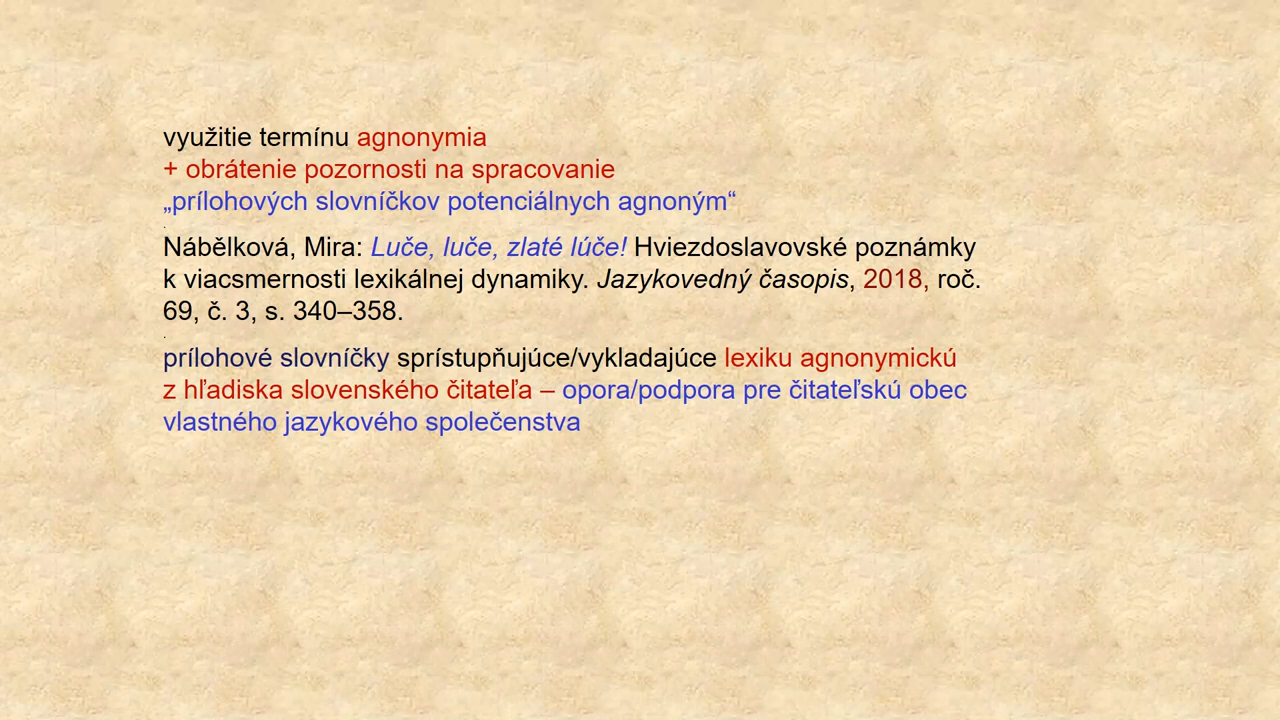 využitie termínu agnonymia
+ obrátenie pozornosti na spracovanie
„prílohových slovníčkov potenciálnych agnoným“
.
Nábělková, Mira: Luče, luče, zlaté lúče! Hviezdoslavovské poznámky
k viacsmernosti lexikálnej dynamiky. Jazykovedný časopis, 2018, roč.
69, č. 3, s. 340–358.
.
prílohové slovníčky sprístupňujúce/vykladajúce lexiku agnonymickú
z hľadiska slovenského čitateľa – opora/podpora pre čitateľskú obec
vlastného jazykového společenstva